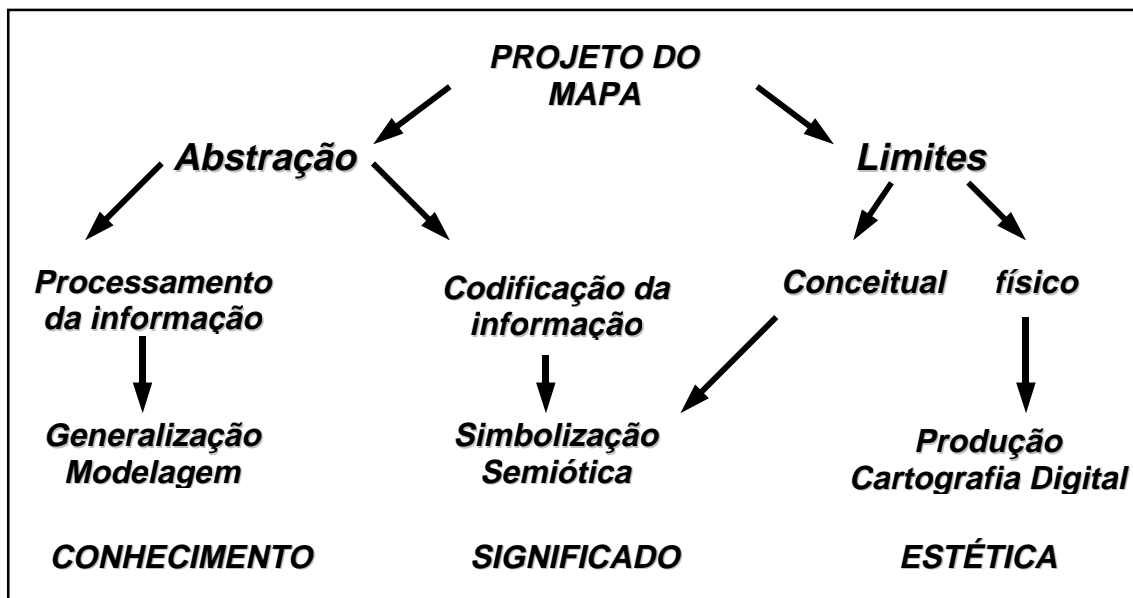 PROJETO DO
MAPA
Abstração
Limites
Processamento
da informação
Codificação da
informação
Conceitual
físico
Generalização
Modelagem
Simbolização
Semiótica
Produção
Cartografia Digital
CONHECIMENTO
SIGNIFICADO
ESTÉTICA